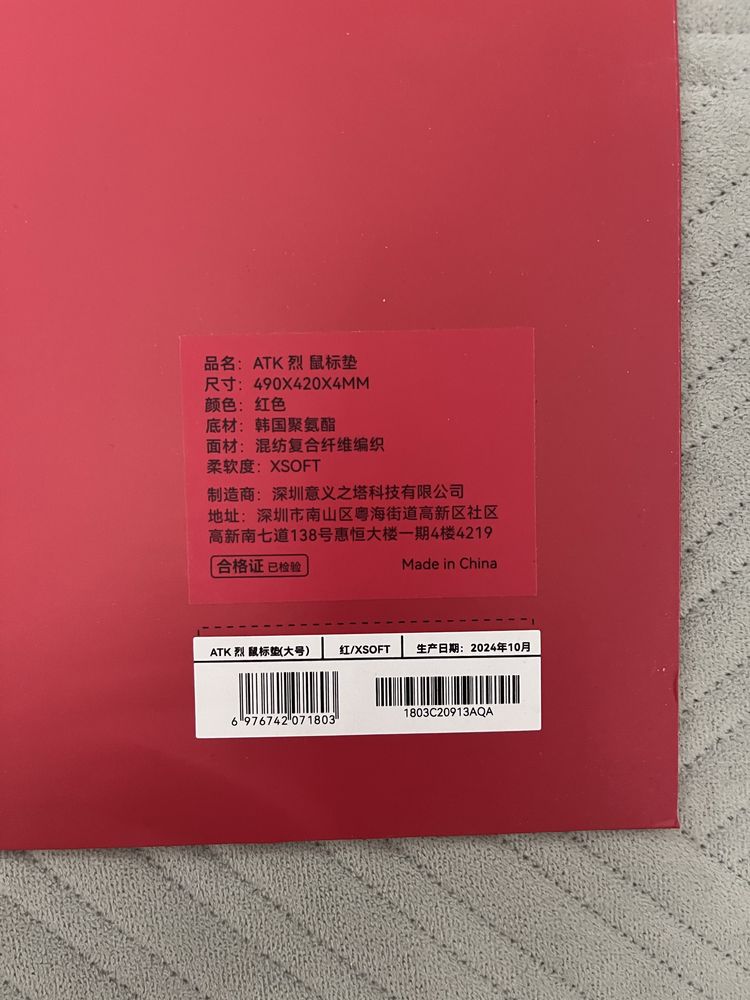 品名：ATK 烈 鼠标垫
尺寸：490X420X4MM
颜色：红色
底材：韩国聚氨酯
面材：混纺复合纤维编织
柔软度：XSOFT
制造商：深圳意义之塔科技有限公司
地址：深圳市南山区粤海街道高新区社区
高新南七道138号惠恒大楼一期4楼4219
合格证 已检验 Made in China
ATK 烈 鼠标垫(大号) 红/XSOFT 生产日期：2024年10月
6 976742 071803 1803C20913AQA